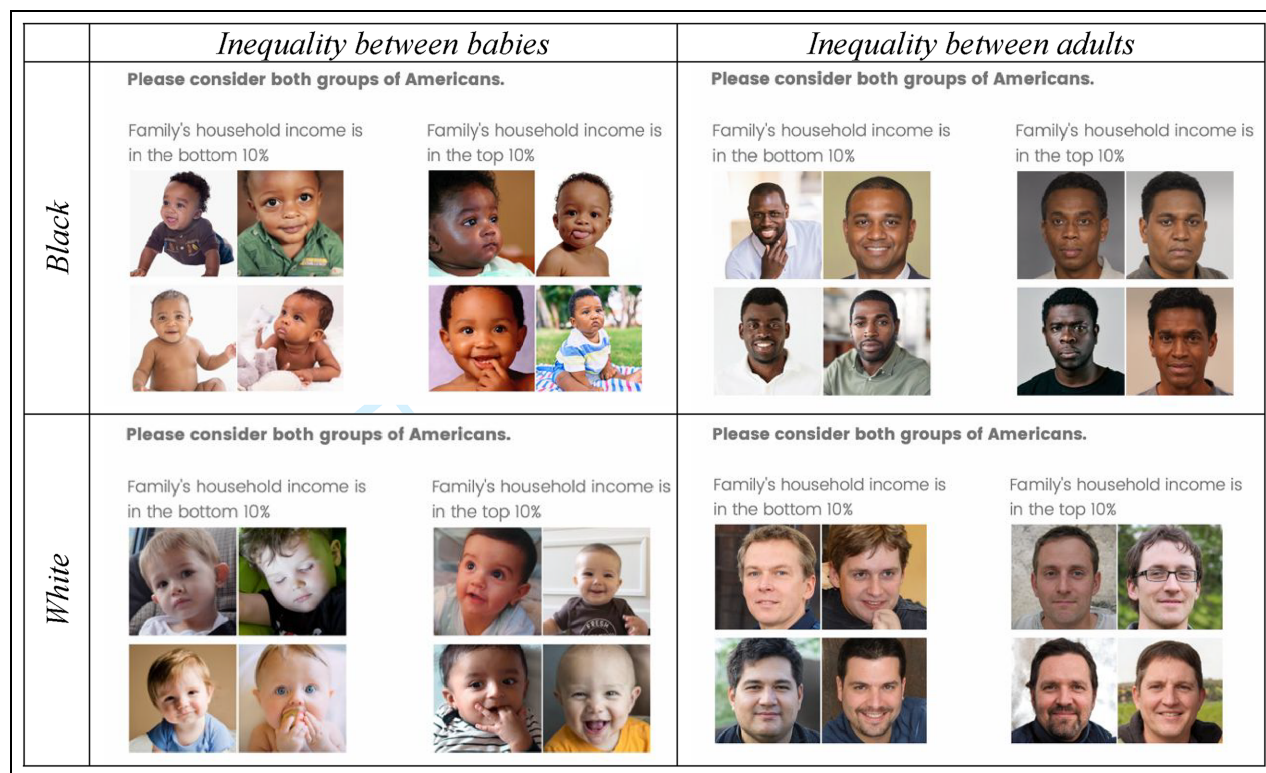 Inequality between babies
Inequality between adults
Black
Please consider both groups of Americans.
Family's household income is
in the bottom 10%
Family's household income is
in the top 10%
Please consider both groups of Americans.
Family's household income is
in the bottom 10%
Family's household income is
in the top 10%
White
Please consider both groups of Americans.
Family's household income is
in the bottom 10%
Family's household income is
in the top 10%
FRESH
Please consider both groups of Americans.
Family's household income is
in the bottom 10%
Family's household income is
in the top 10%